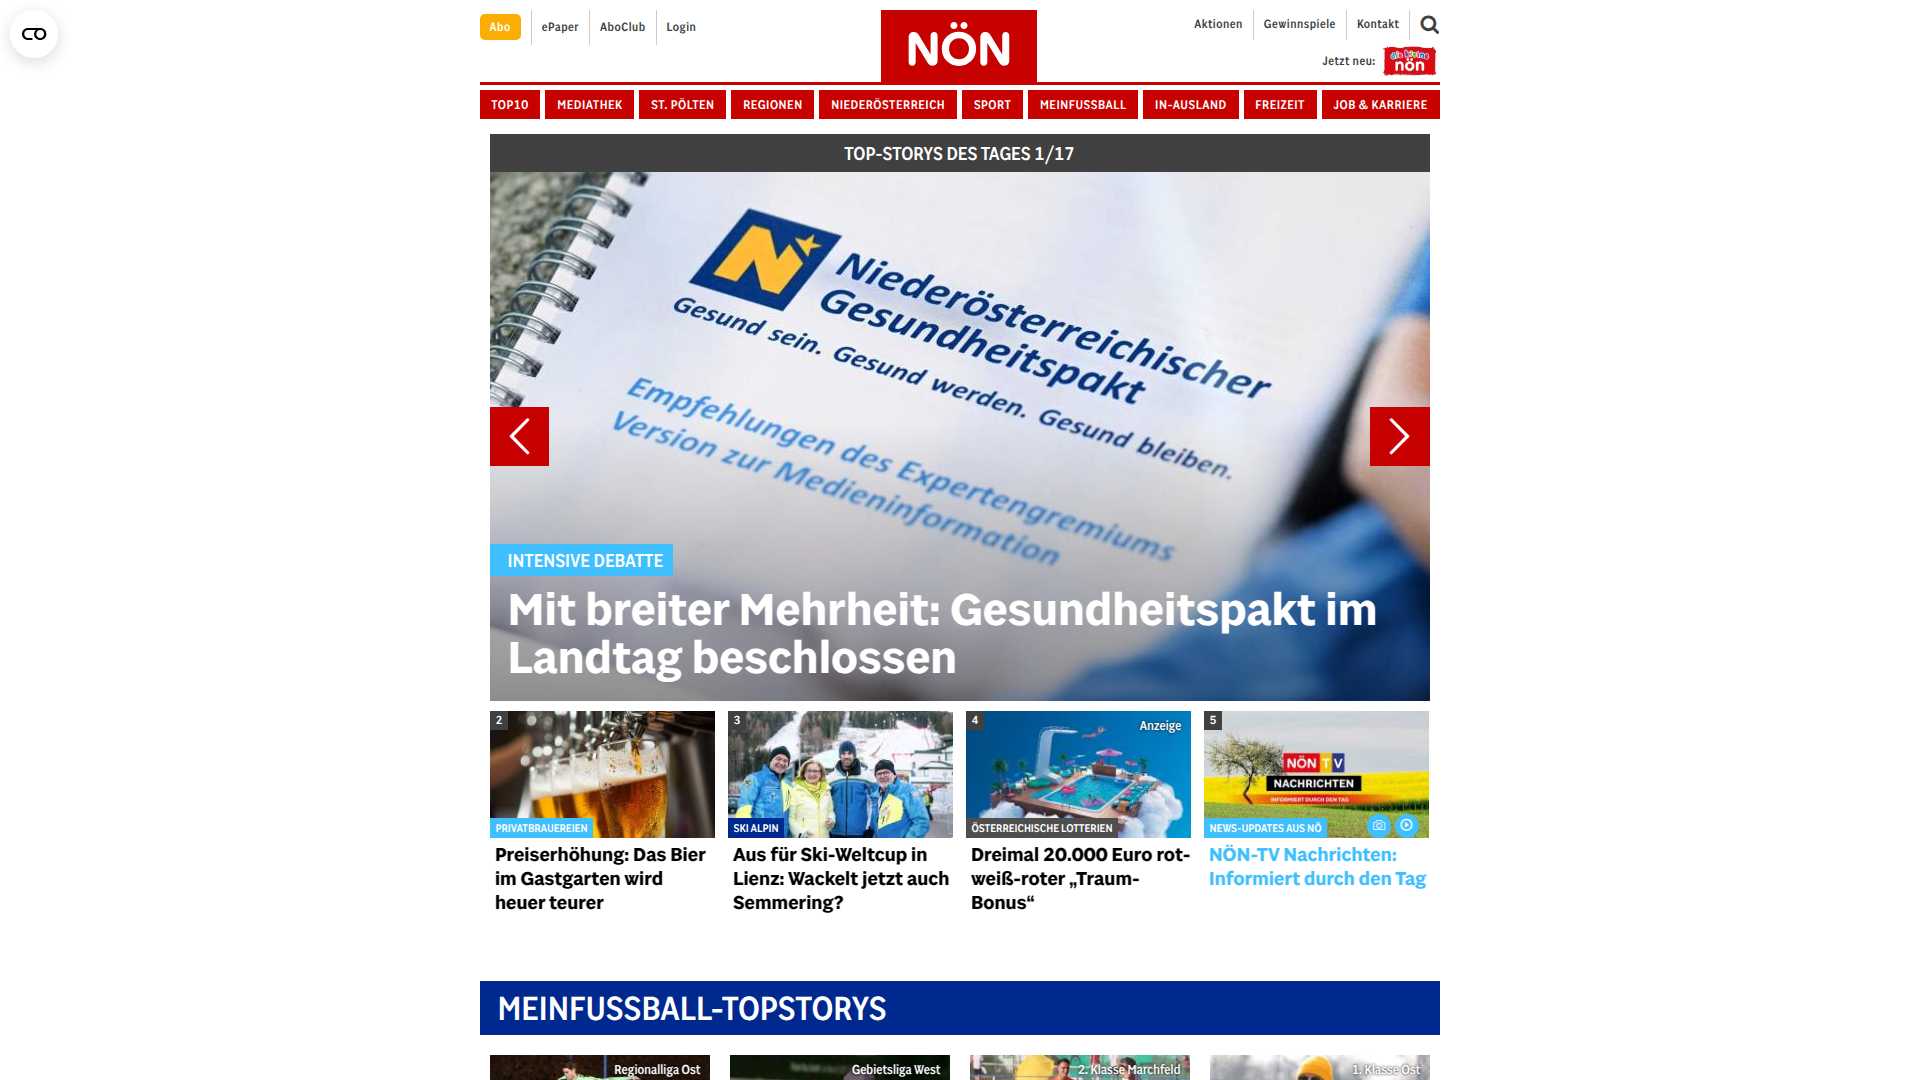 Abo
ePaper
AboClub
Login
NÖN
Aktionen
Gewinnspiele
Kontakt
Jetzt neu:
die kleine
nön
TOP10
MEDIATHEK
ST. PÖLTEN
REGIONEN
NIEDERÖSTERREICH
SPORT
MEINFUSSBALL
IN-AUSLAND
FREIZEIT
JOB & KARRIERE
TOP-STORYS DES TAGES 1/17
N
Niederösterreichischer
Gesundheitspakt
Gesund sein. Gesund werden. Gesund bleiben.
Empfehlungen des Expertengremiums
Version zur Medieninformation
INTENSIVE DEBATTE
Mit breiter Mehrheit: Gesundheitspakt im
Landtag beschlossen
2
PRIVATBRAUEREIEN
Preiserhöhung: Das Bier
im Gastgarten wird
heuer teurer
3
SKI ALPIN
Aus für Ski-Weltcup in
Lienz: Wackelt jetzt auch
Semmering?
4
Anzeige
ÖSTERREICHISCHE LOTTERIEN
Dreimal 20.000 Euro rot-
weiß-roter „Traum-
Bonus“
5
NÖN TV
NACHRICHTEN
INFORMIERT DURCH DEN TAG
NEWS-UPDATES AUS NÖ
NÖN-TV Nachrichten:
Informiert durch den Tag
MEINFUSSBALL-TOPSTORYS
Regionalliga Ost
Gebietsliga West
2. Klasse Marchfeld
1. Klasse Ost